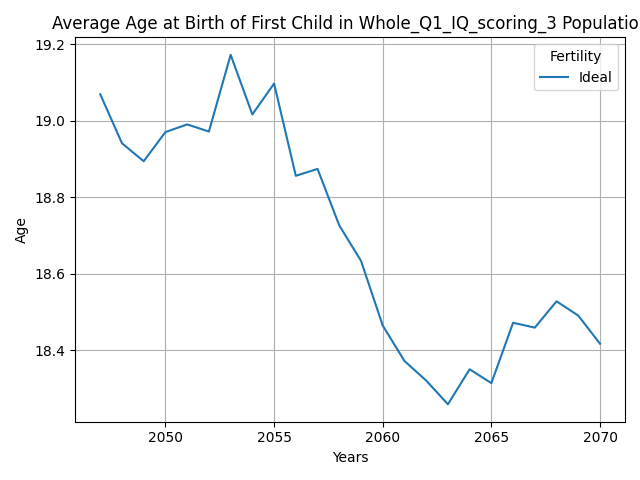 Average Age at Birth of First Child in Whole_Q1_IQ_scoring_3 Populatio
19.2
19.0
18.8
18.6
18.4
Age
Fertility
Ideal
2050
2055
2060
2065
2070
Years